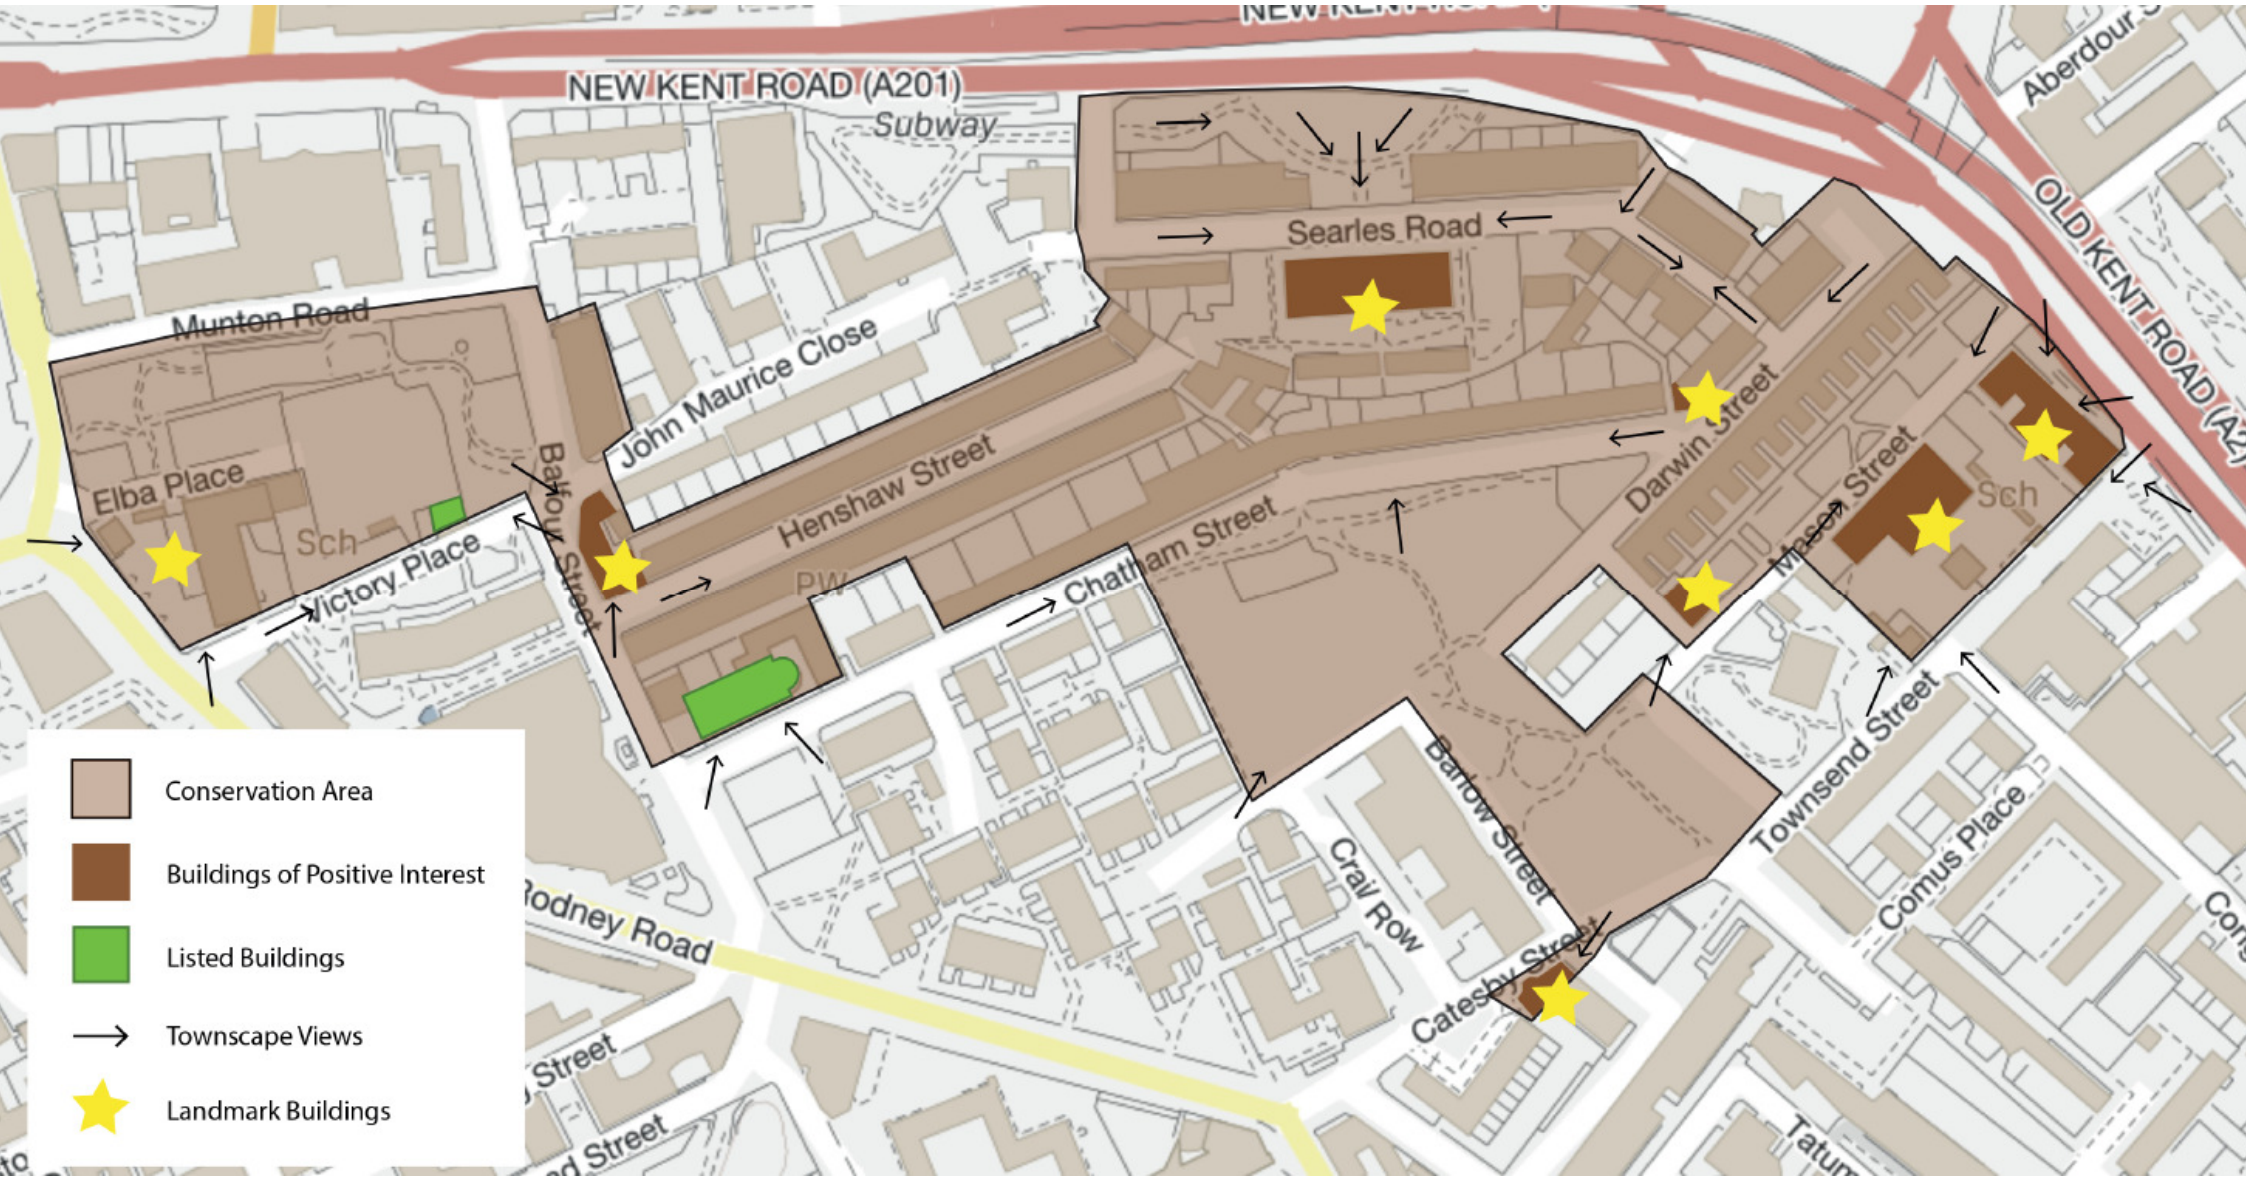 NEW KENT ROAD (A201)
Subway
Aberdour S
OLD KENT ROAD (A2)
Searles Road
Munton Road
John Maurice Close
Elba Place
Sch
Victory Place
Balfour Street
Henshaw Street
PW
Chatham Street
Darwin Street
Mason Street
Sch
Townsend Street
Comus Place
Barlow Street
Crail Row
Catesby Street
Rodney Road
Street
Street
Tatum
Cong
Conservation Area
Buildings of Positive Interest
Listed Buildings
Townscape Views
Landmark Buildings